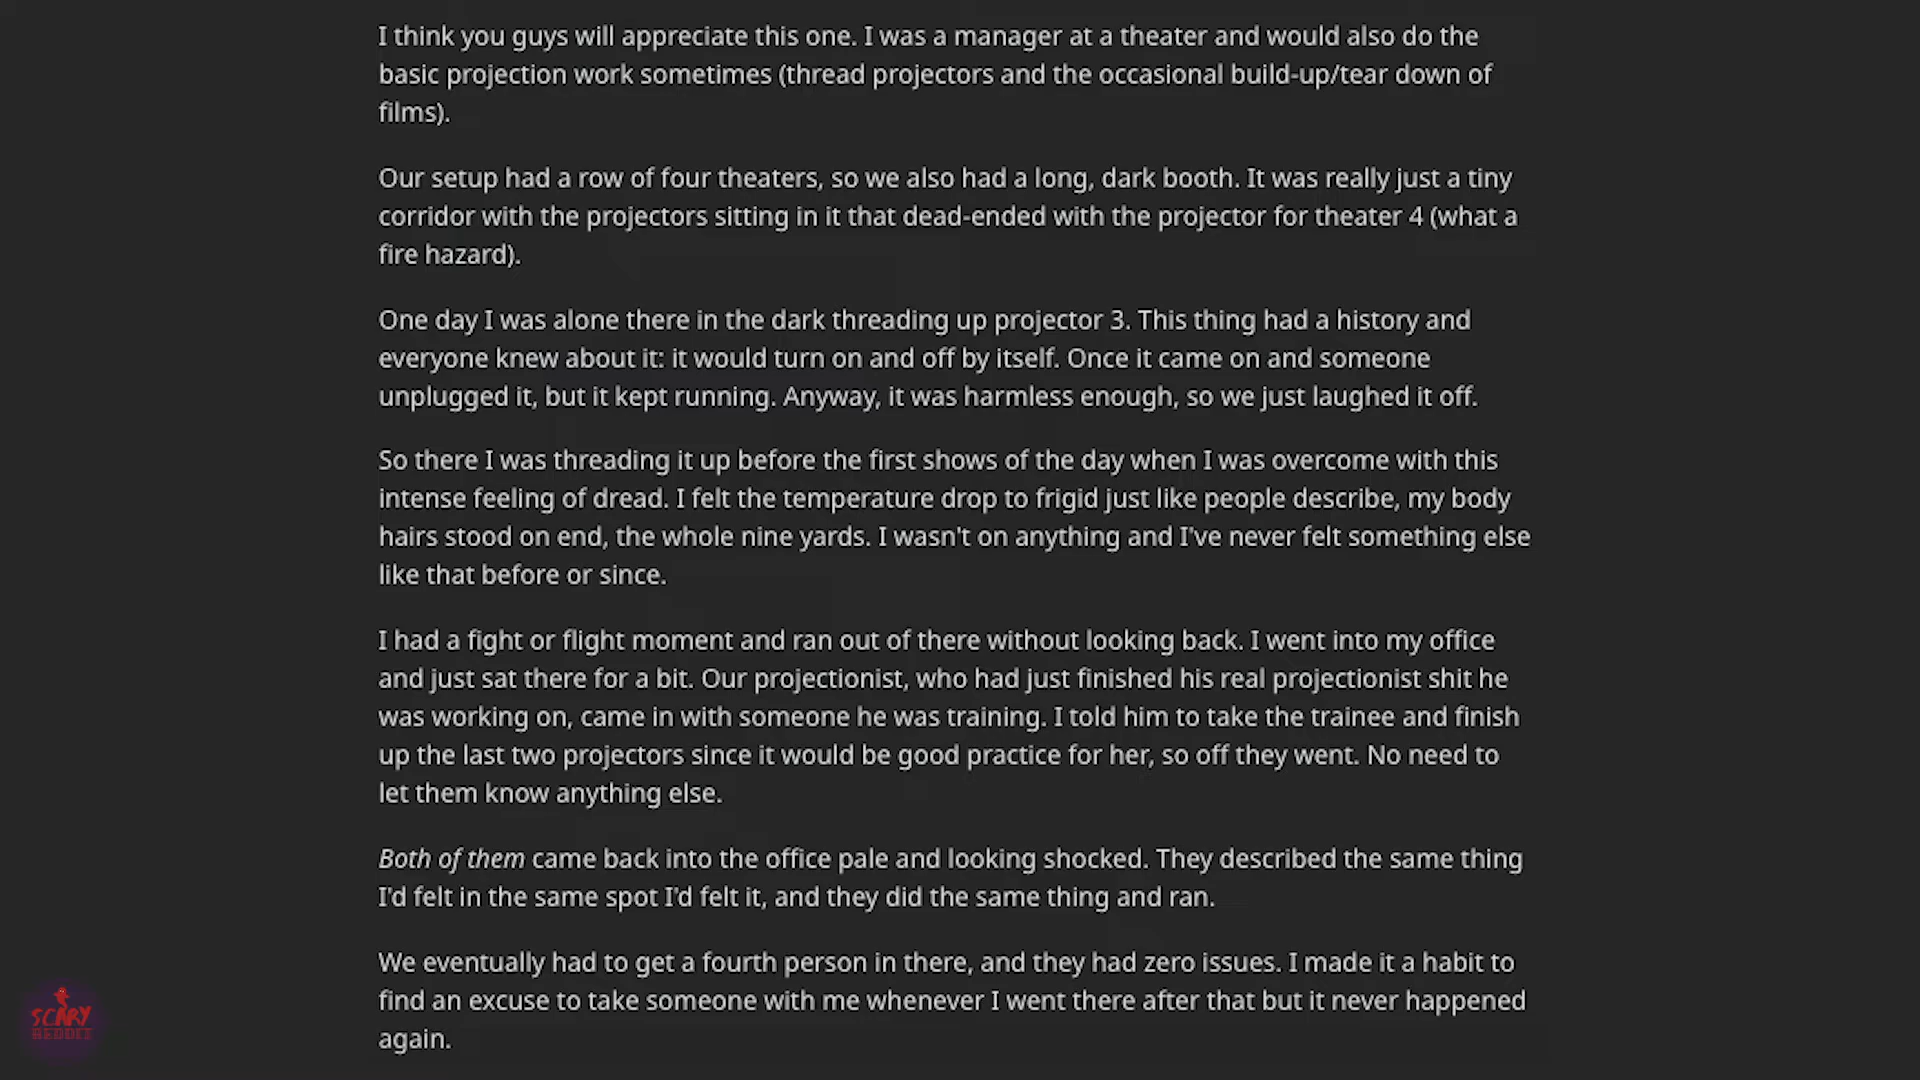 I think you guys will appreciate this one. I was a manager at a theater and would also do the
basic projection work sometimes (thread projectors and the occasional build-up/tear down of
films).
Our setup had a row of four theaters, so we also had a long, dark booth. It was really just a tiny
corridor with the projectors sitting in it that dead-ended with the projector for theater 4 (what a
fire hazard).
One day I was alone there in the dark threading up projector 3. This thing had a history and
everyone knew about it: it would turn on and off by itself. Once it came on and someone
unplugged it, but it kept running. Anyway, it was harmless enough, so we just laughed it off.
So there I was threading it up before the first shows of the day when I was overcome with this
intense feeling of dread. I felt the temperature drop to frigid just like people describe, my body
hairs stood on end, the whole nine yards. I wasn't on anything and I've never felt something else
like that before or since.
I had a fight or flight moment and ran out of there without looking back. I went into my office
and just sat there for a bit. Our projectionist, who had just finished his real projectionist shit he
was working on, came in with someone he was training. I told him to take the trainee and finish
up the last two projectors since it would be good practice for her, so off they went. No need to
let them know anything else.
Both of them came back into the office pale and looking shocked. They described the same thing
I'd felt in the same spot I'd felt it, and they did the same thing and ran.
We eventually had to get a fourth person in there, and they had zero issues. I made it a habit to
find an excuse to take someone with me whenever I went there after that but it never happened
again.
SCARY
REDDIT